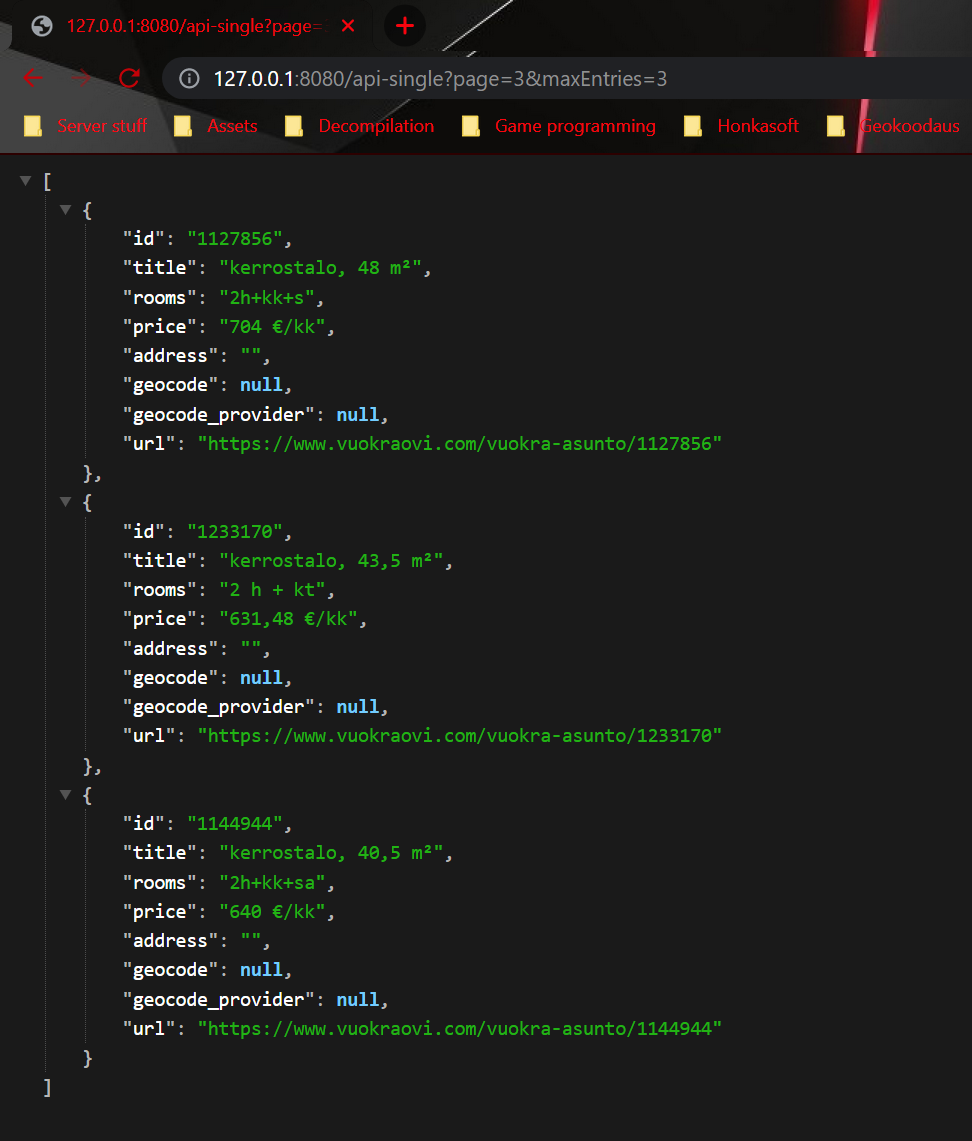 127.0.0.1:8080/api-single?page=
127.0.0.1:8080/api-single?page=3&maxEntries=3
Server stuff Assets Decompilation Game programming Honkasoft Geokoodaus
[
{
"id": "1127856",
"title": "kerrostalo, 48 m²",
"rooms": "2h+kk+s",
"price": "704 €/kk",
"address": "",
"geocode": null,
"geocode_provider": null,
"url": "https://www.vuokraovi.com/vuokra-asunto/1127856"
},
{
"id": "1233170",
"title": "kerrostalo, 43,5 m²",
"rooms": "2 h + kt",
"price": "631,48 €/kk",
"address": "",
"geocode": null,
"geocode_provider": null,
"url": "https://www.vuokraovi.com/vuokra-asunto/1233170"
},
{
"id": "1144944",
"title": "kerrostalo, 40,5 m²",
"rooms": "2h+kk+sa",
"price": "640 €/kk",
"address": "",
"geocode": null,
"geocode_provider": null,
"url": "https://www.vuokraovi.com/vuokra-asunto/1144944"
}
]